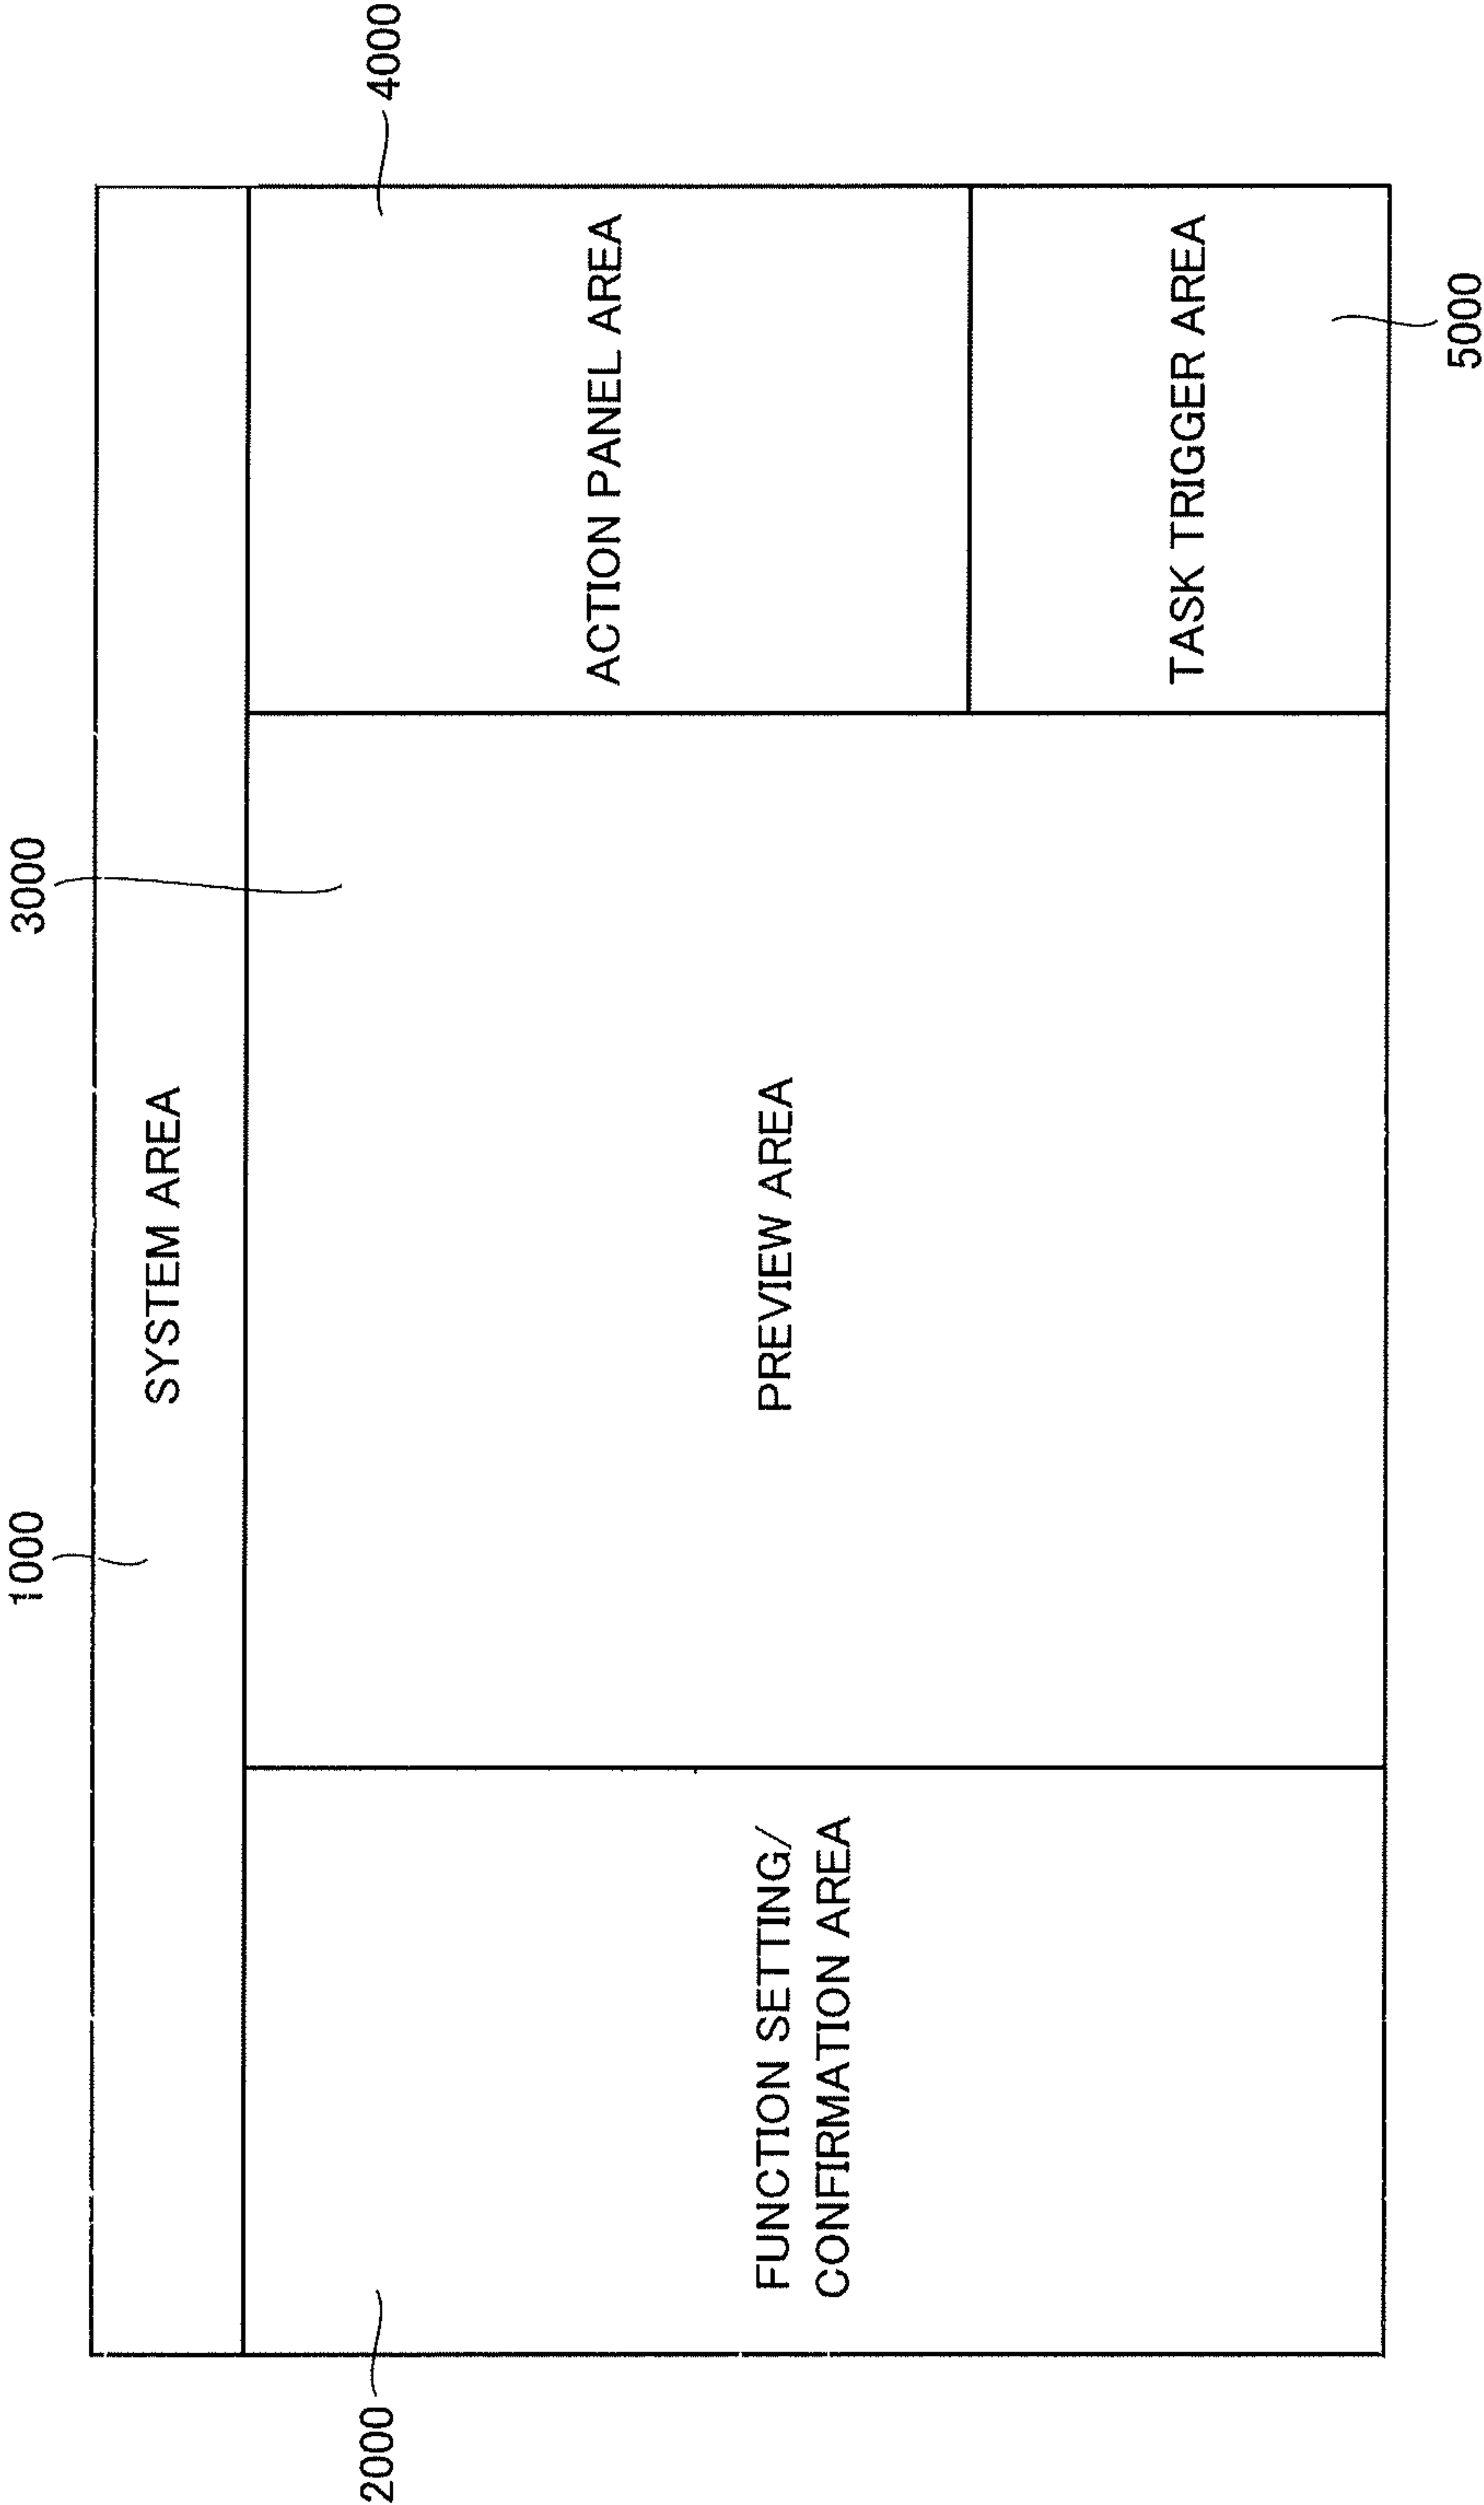 1000
3000
SYSTEM AREA
2000
4000
FUNCTION SETTING/
CONFIRMATION AREA
PREVIEW AREA
ACTION PANEL AREA
TASK TRIGGER AREA
5000